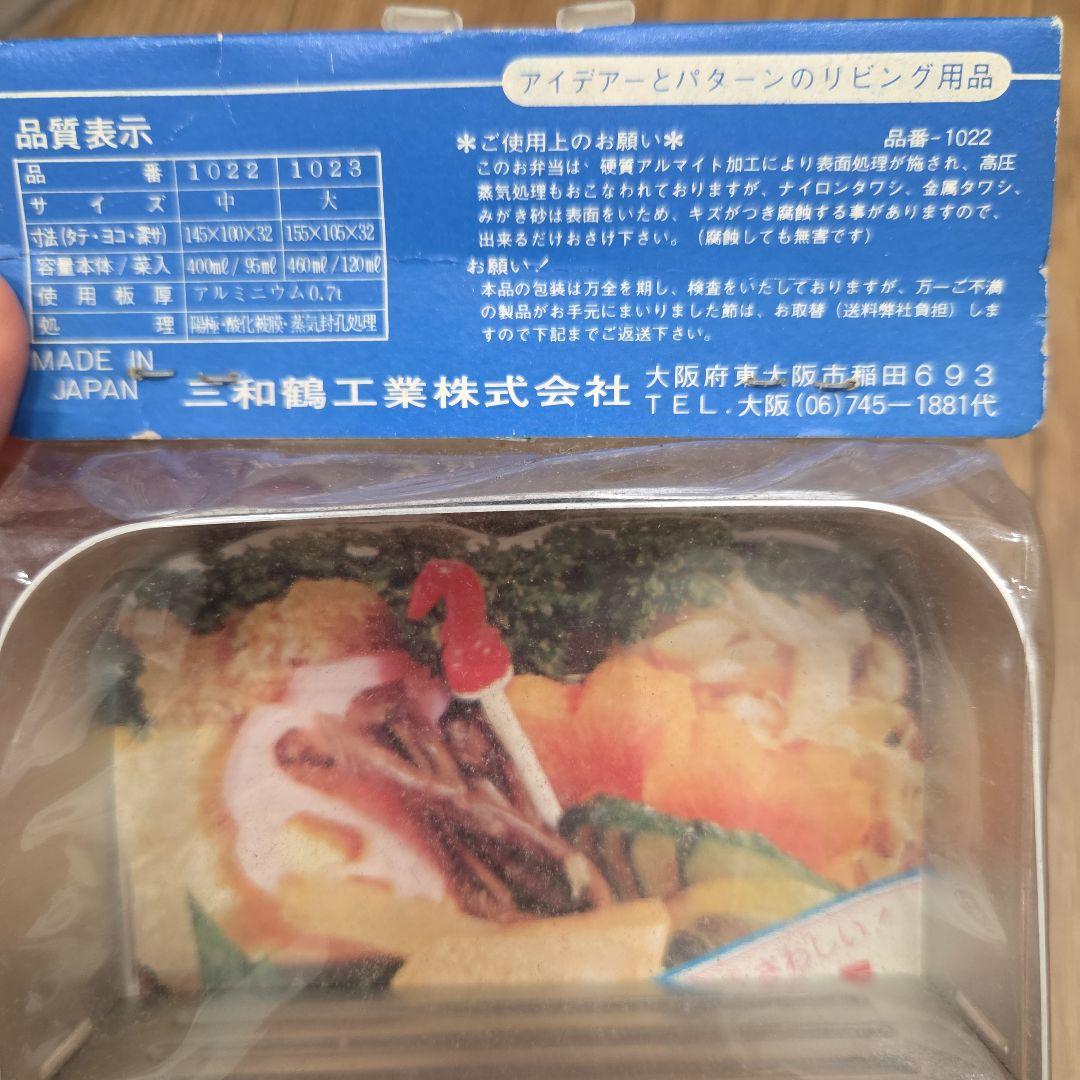 アイデアーとパターンのリビング用品
品質表示
品番 1022 1023
サイズ 中 大
寸法(タテ・ヨコ・深サ) 145×100×32 155×105×32
容量本体/菜入 400㎖/95㎖ 460㎖/120㎖
使用板厚 アルミニウム0.7t
処理 陽極・酸化被膜・蒸気封孔処理
MADE IN
JAPAN
＊ご使用上のお願い＊ 品番-1022
このお弁当は、硬質アルマイト加工により表面処理が施され、高圧
蒸気処理もおこなわれておりますが、ナイロンタワシ、金属タワシ、
みがき砂は表面をいため、キズがつき腐蝕する事がありますので、
出来るだけおさけ下さい。(腐蝕しても無害です)
お願い!
本品の包装は万全を期し、検査をいたしておりますが、万一ご不満
の製品がお手元にまいりました節は、お取替(送料弊社負担)しま
すので下記までご返送下さい。
三和鶴工業株式会社
大阪府東大阪市稲田693
TEL.大阪(06)745-1881代
さわしい!